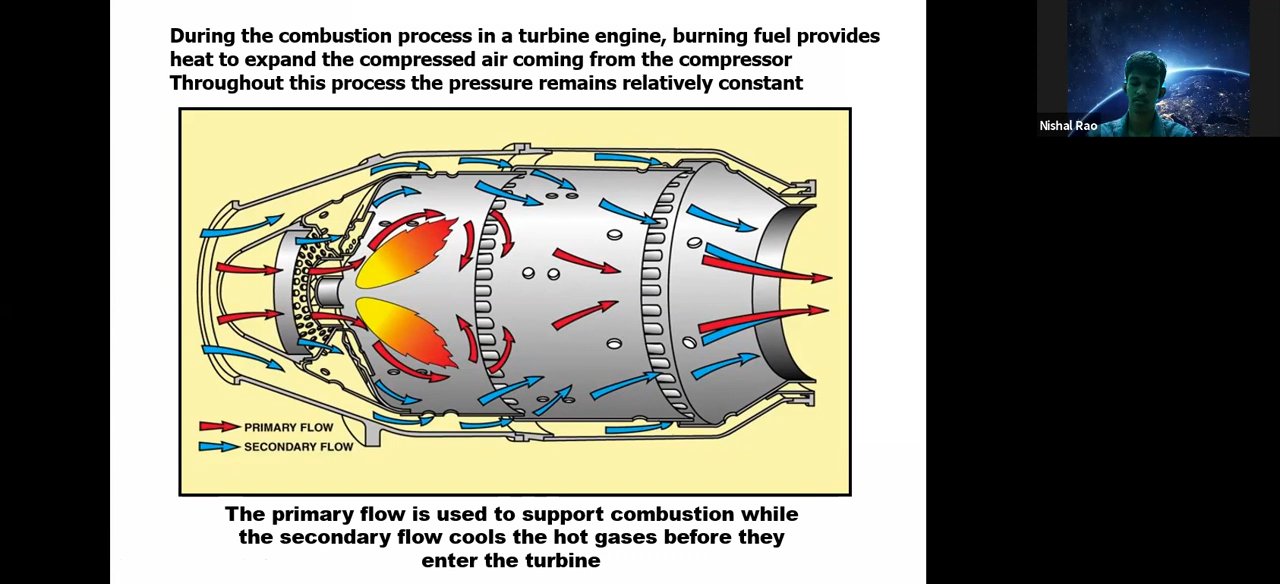 During the combustion process in a turbine engine, burning fuel provides
heat to expand the compressed air coming from the compressor
Throughout this process the pressure remains relatively constant
Nishal Rao
PRIMARY FLOW
SECONDARY FLOW
The primary flow is used to support combustion while
the secondary flow cools the hot gases before they
enter the turbine